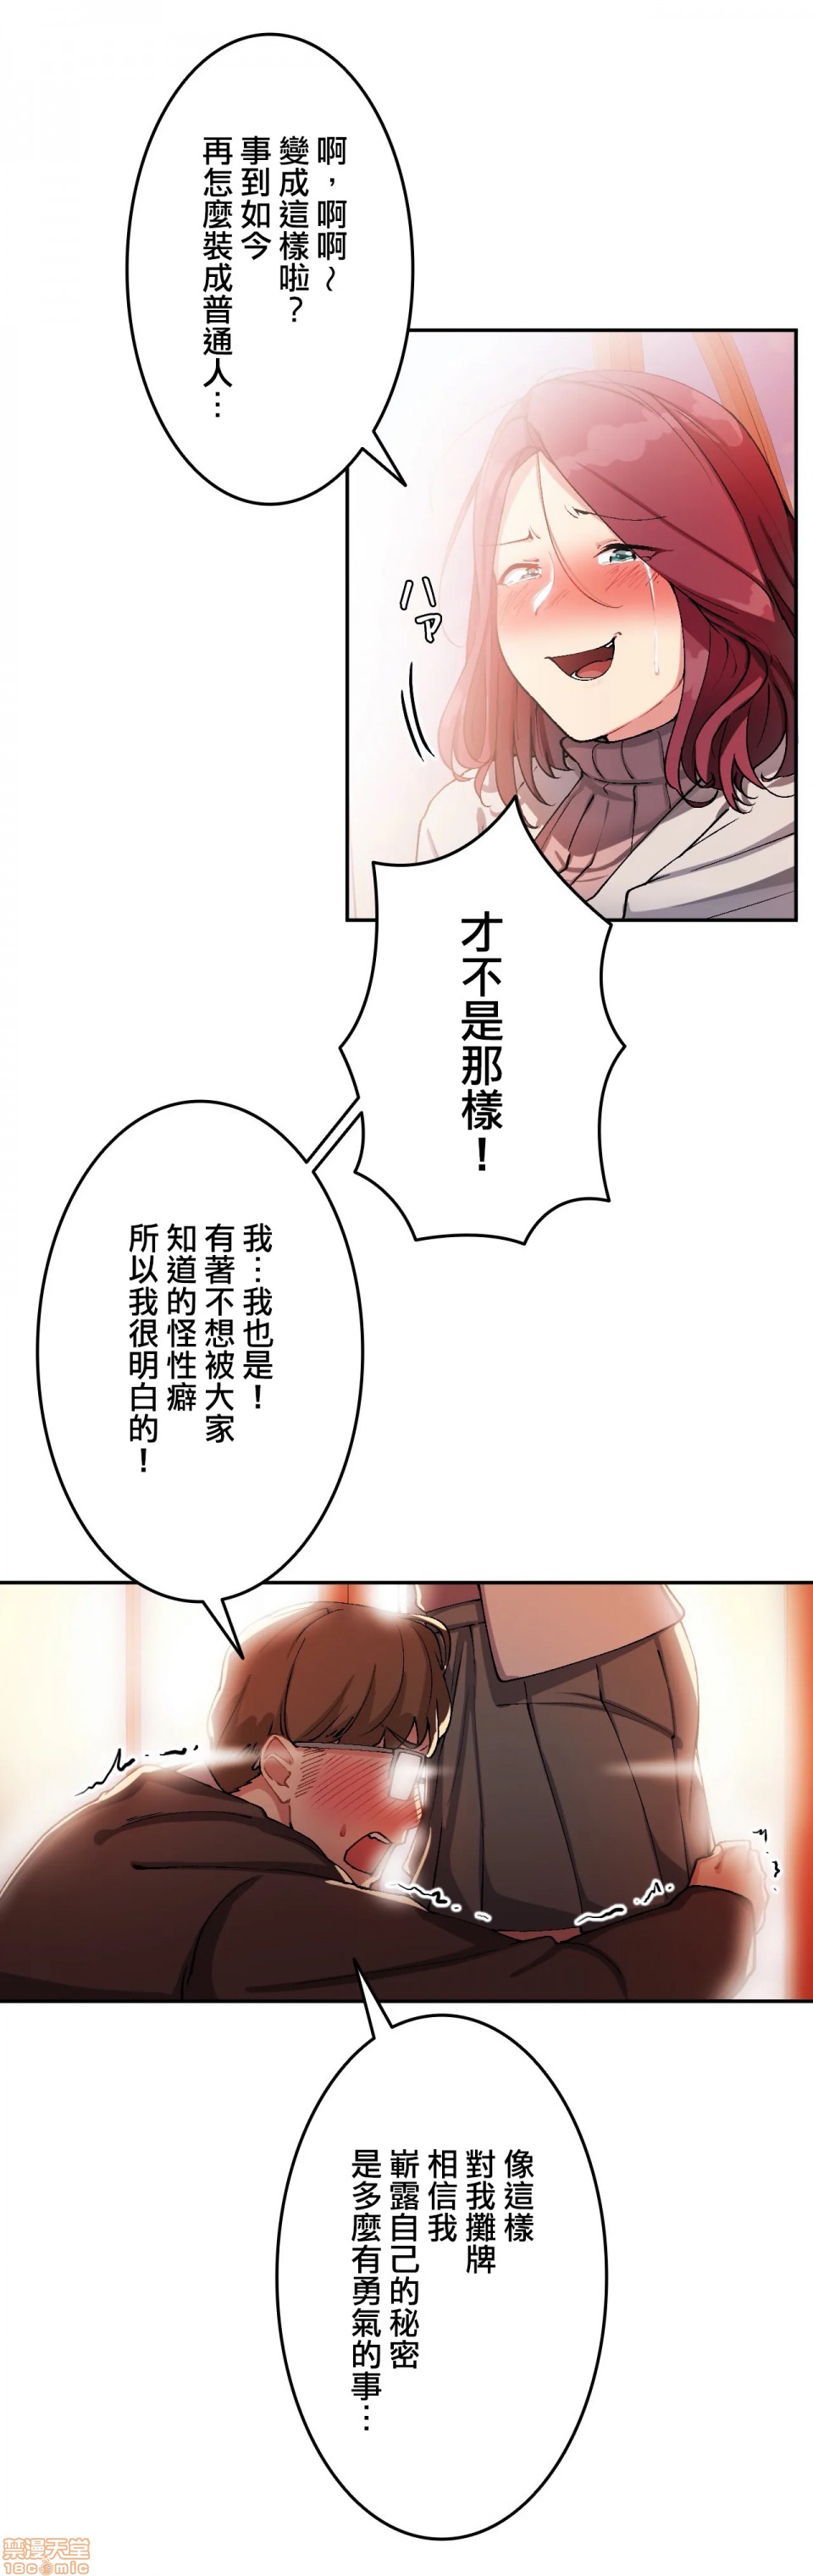 啊，啊啊~
變成這樣啦？
事到如今
再怎麼裝成普通人…
ハァ
才不是那樣！
我…我也是！
有著不想被大家
知道的怪性癖
所以我很明白的！
像這樣
對我攤牌
相信我
嶄露自己的秘密
是多麼有勇氣的事…
禁漫天堂
18comic